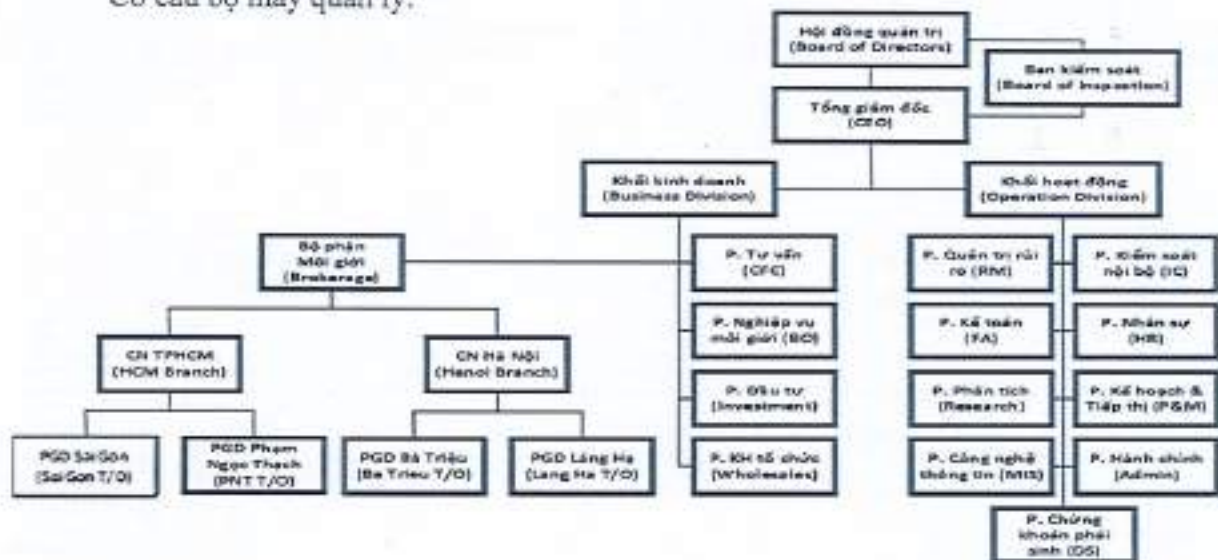 Cơ cấu bộ máy quản lý:
Hội đồng quản trị
(Board of Directors)
Ban kiểm soát
(Board of Inspection)
Tổng giám đốc
(CEO)
Khối kinh doanh
(Business Division)
Khối hoạt động
(Operation Division)
Bộ phận
Môi giới
(Brokerage)
P. Tư vấn
(CFC)
P. Quản trị rủi
ro (RM)
P. Kiểm soát
nội bộ (IC)
P. Nghiệp vụ
môi giới (BO)
P. Kế toán
(FA)
P. Nhân sự
(HR)
CN TPHCM
(HCM Branch)
CN Hà Nội
(Hanoi Branch)
P. Đầu tư
(Investment)
P. Phân tích
(Research)
P. Kế hoạch &
Tiếp thị (P&M)
PGD Sài Gòn
(Sai Gon T/O)
PGD Phạm
Ngọc Thạch
(PNT T/O)
PGD Bà Triệu
(Ba Trieu T/O)
PGD Láng Hạ
(Lang Ha T/O)
P. KH tổ chức
(Wholesales)
P. Công nghệ
thông tin (MIS)
P. Hành chính
(Admin)
P. Chứng
khoán phái
sinh (DS)